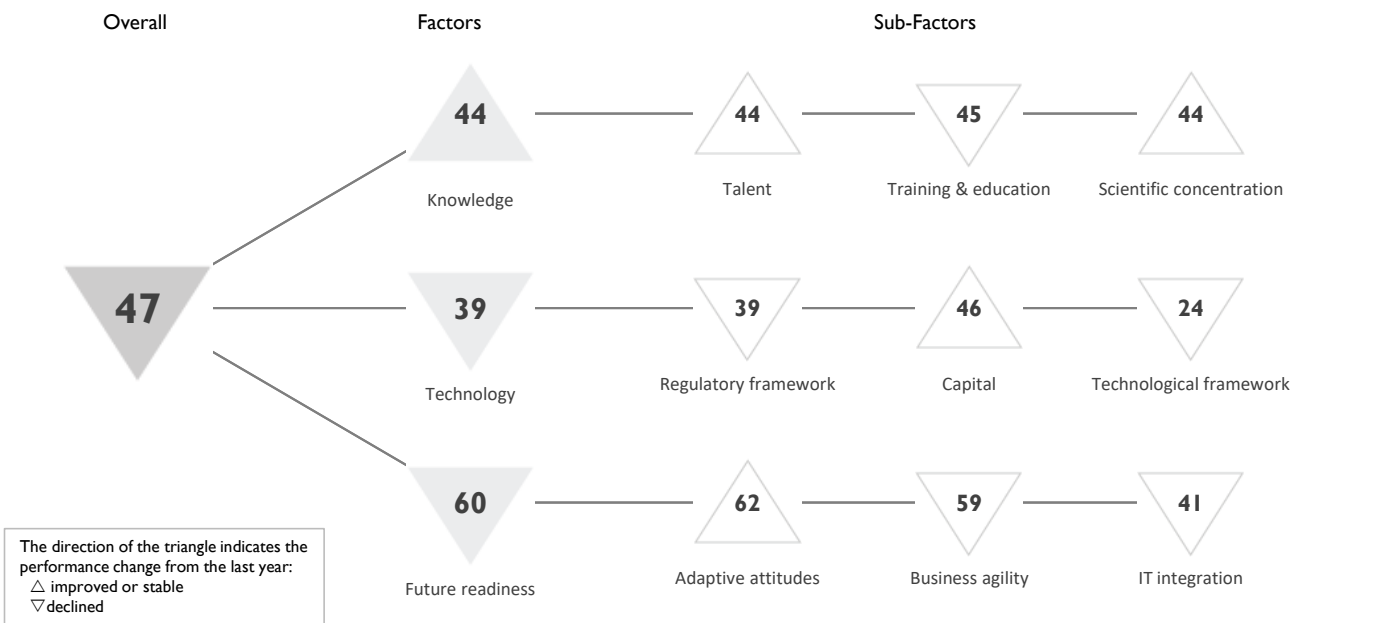 Overall Factors Sub-Factors
44 44 45 44
Knowledge Talent Training & education Scientific concentration
47 39 39 46 24
Technology Regulatory framework Capital Technological framework
60 62 59 41
Future readiness Adaptive attitudes Business agility IT integration
The direction of the triangle indicates the
performance change from the last year:
△ improved or stable
▽ declined